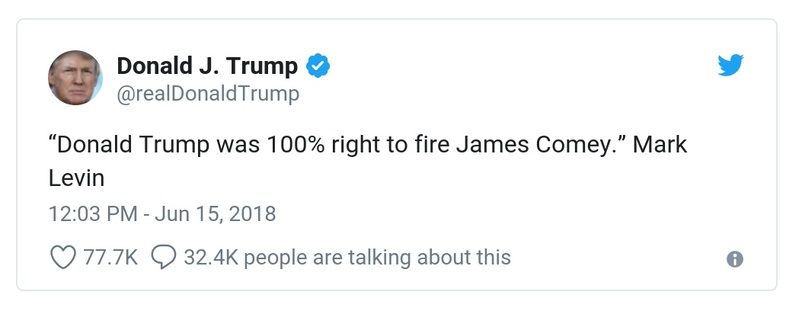 Donald J. Trump
@realDonaldTrump
“Donald Trump was 100% right to fire James Comey.” Mark
Levin
12:03 PM - Jun 15, 2018
77.7K 32.4K people are talking about this